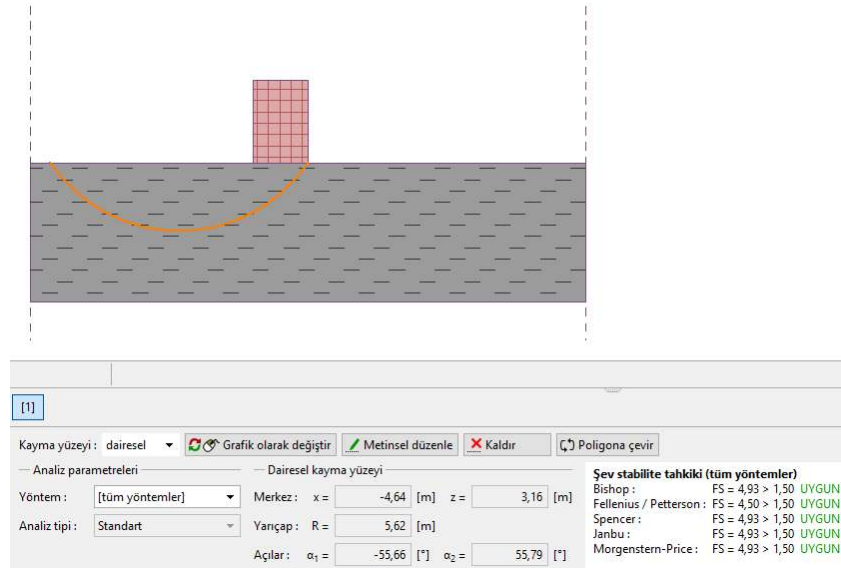 [1]
Kayma yüzeyi : dairesel Grafik olarak değiştir Metinsel düzenle Kaldır Poligona çevir
Analiz parametreleri Dairesel kayma yüzeyi Şev stabilite tahkiki (tüm yöntemler)
Bishop : FS = 4,93 > 1,50 UYGUN
Yöntem : [tüm yöntemler] Merkez : x = -4,64 [m] z = 3,16 [m]
Fellenius / Petterson : FS = 4,50 > 1,50 UYGUN
Spencer : FS = 4,93 > 1,50 UYGUN
Analiz tipi : Standart Yarıçap : R = 5,62 [m]
Janbu : FS = 4,93 > 1,50 UYGUN
Morgenstern-Price : FS = 4,93 > 1,50 UYGUN
Açılar : α1 = -55,66 [°] α2 = 55,79 [°]